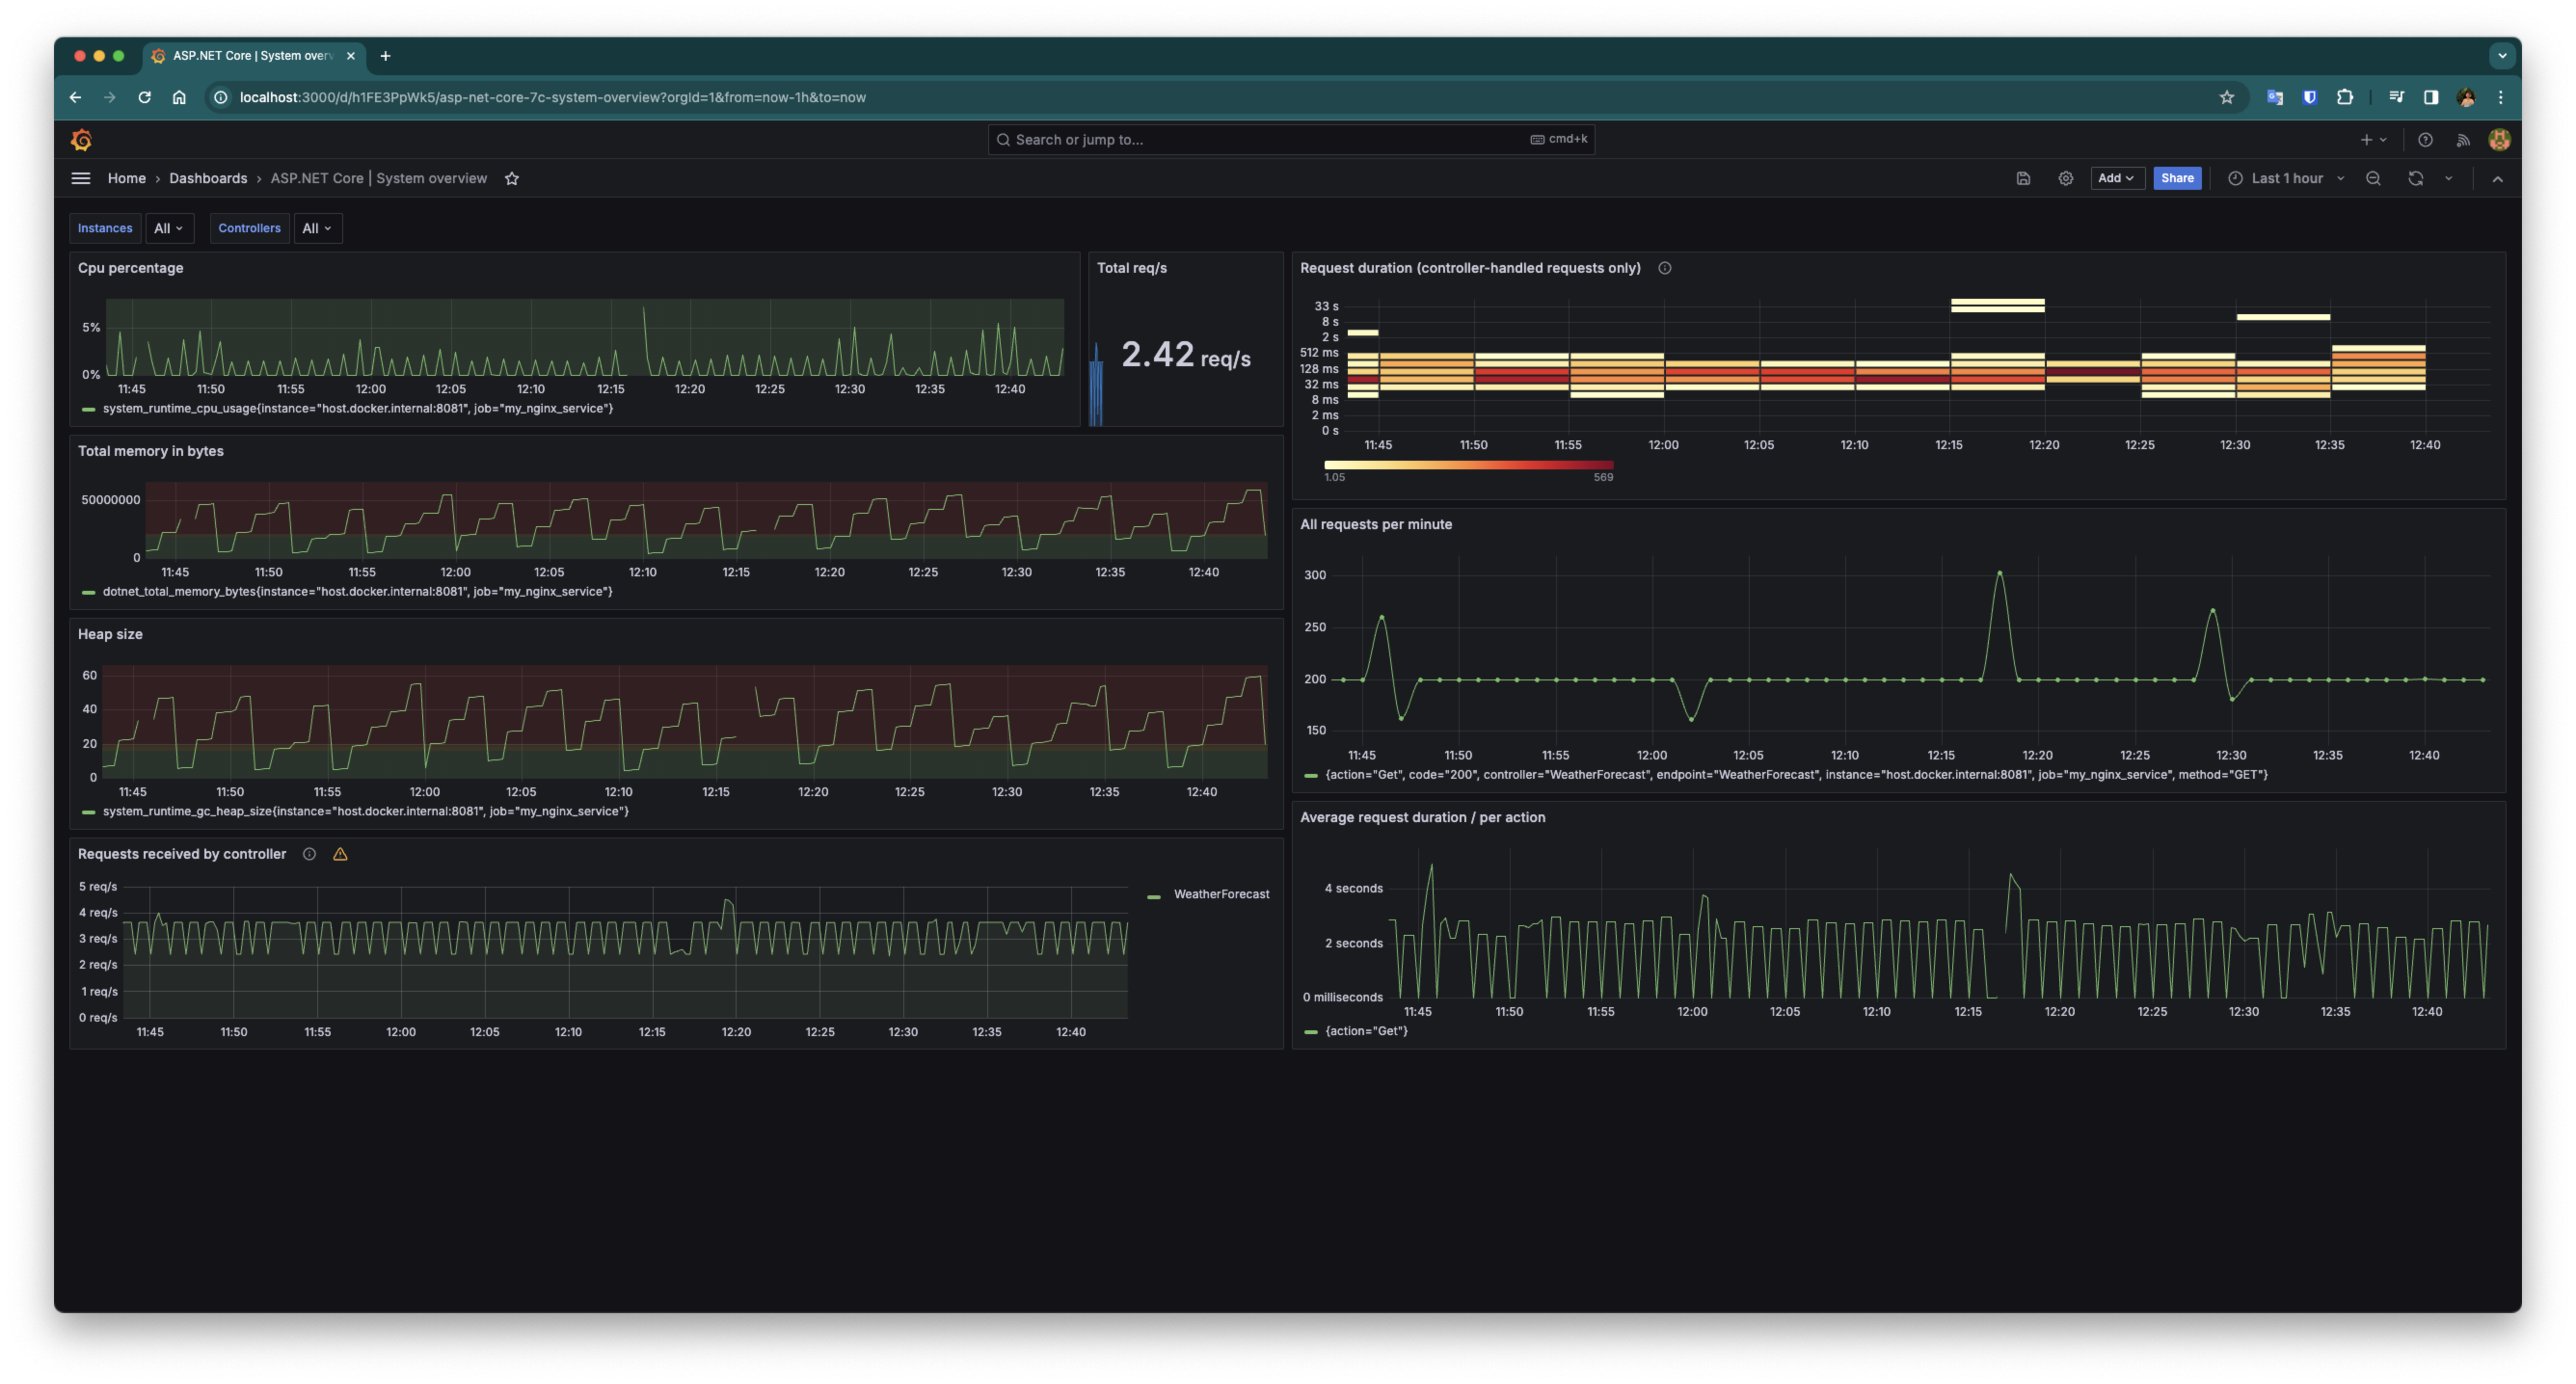 ASP.NET Core | System over
localhost:3000/d/h1FE3PpWk5/asp-net-core-7c-system-overview?orgId=1&from=now-1h&to=now
Search or jump to... cmd+k
Home › Dashboards › ASP.NET Core | System overview
Add Share Last 1 hour
Instances All Controllers All
Cpu percentage
5%
0%
11:45 11:50 11:55 12:00 12:05 12:10 12:15 12:20 12:25 12:30 12:35 12:40
system_runtime_cpu_usage{instance="host.docker.internal:8081", job="my_nginx_service"}
Total req/s
2.42 req/s
Total memory in bytes
50000000
0
11:45 11:50 11:55 12:00 12:05 12:10 12:15 12:20 12:25 12:30 12:35 12:40
dotnet_total_memory_bytes{instance="host.docker.internal:8081", job="my_nginx_service"}
Heap size
60
40
20
0
11:45 11:50 11:55 12:00 12:05 12:10 12:15 12:20 12:25 12:30 12:35 12:40
system_runtime_gc_heap_size{instance="host.docker.internal:8081", job="my_nginx_service"}
Requests received by controller
5 req/s
4 req/s
3 req/s
2 req/s
1 req/s
0 req/s
11:45 11:50 11:55 12:00 12:05 12:10 12:15 12:20 12:25 12:30 12:35 12:40
WeatherForecast
Request duration (controller-handled requests only)
33 s
8 s
2 s
512 ms
128 ms
32 ms
8 ms
2 ms
0 s
11:45 11:50 11:55 12:00 12:05 12:10 12:15 12:20 12:25 12:30 12:35 12:40
1.05 569
All requests per minute
300
250
200
150
11:45 11:50 11:55 12:00 12:05 12:10 12:15 12:20 12:25 12:30 12:35 12:40
{action="Get", code="200", controller="WeatherForecast", endpoint="WeatherForecast", instance="host.docker.internal:8081", job="my_nginx_service", method="GET"}
Average request duration / per action
4 seconds
2 seconds
0 milliseconds
11:45 11:50 11:55 12:00 12:05 12:10 12:15 12:20 12:25 12:30 12:35 12:40
{action="Get"}